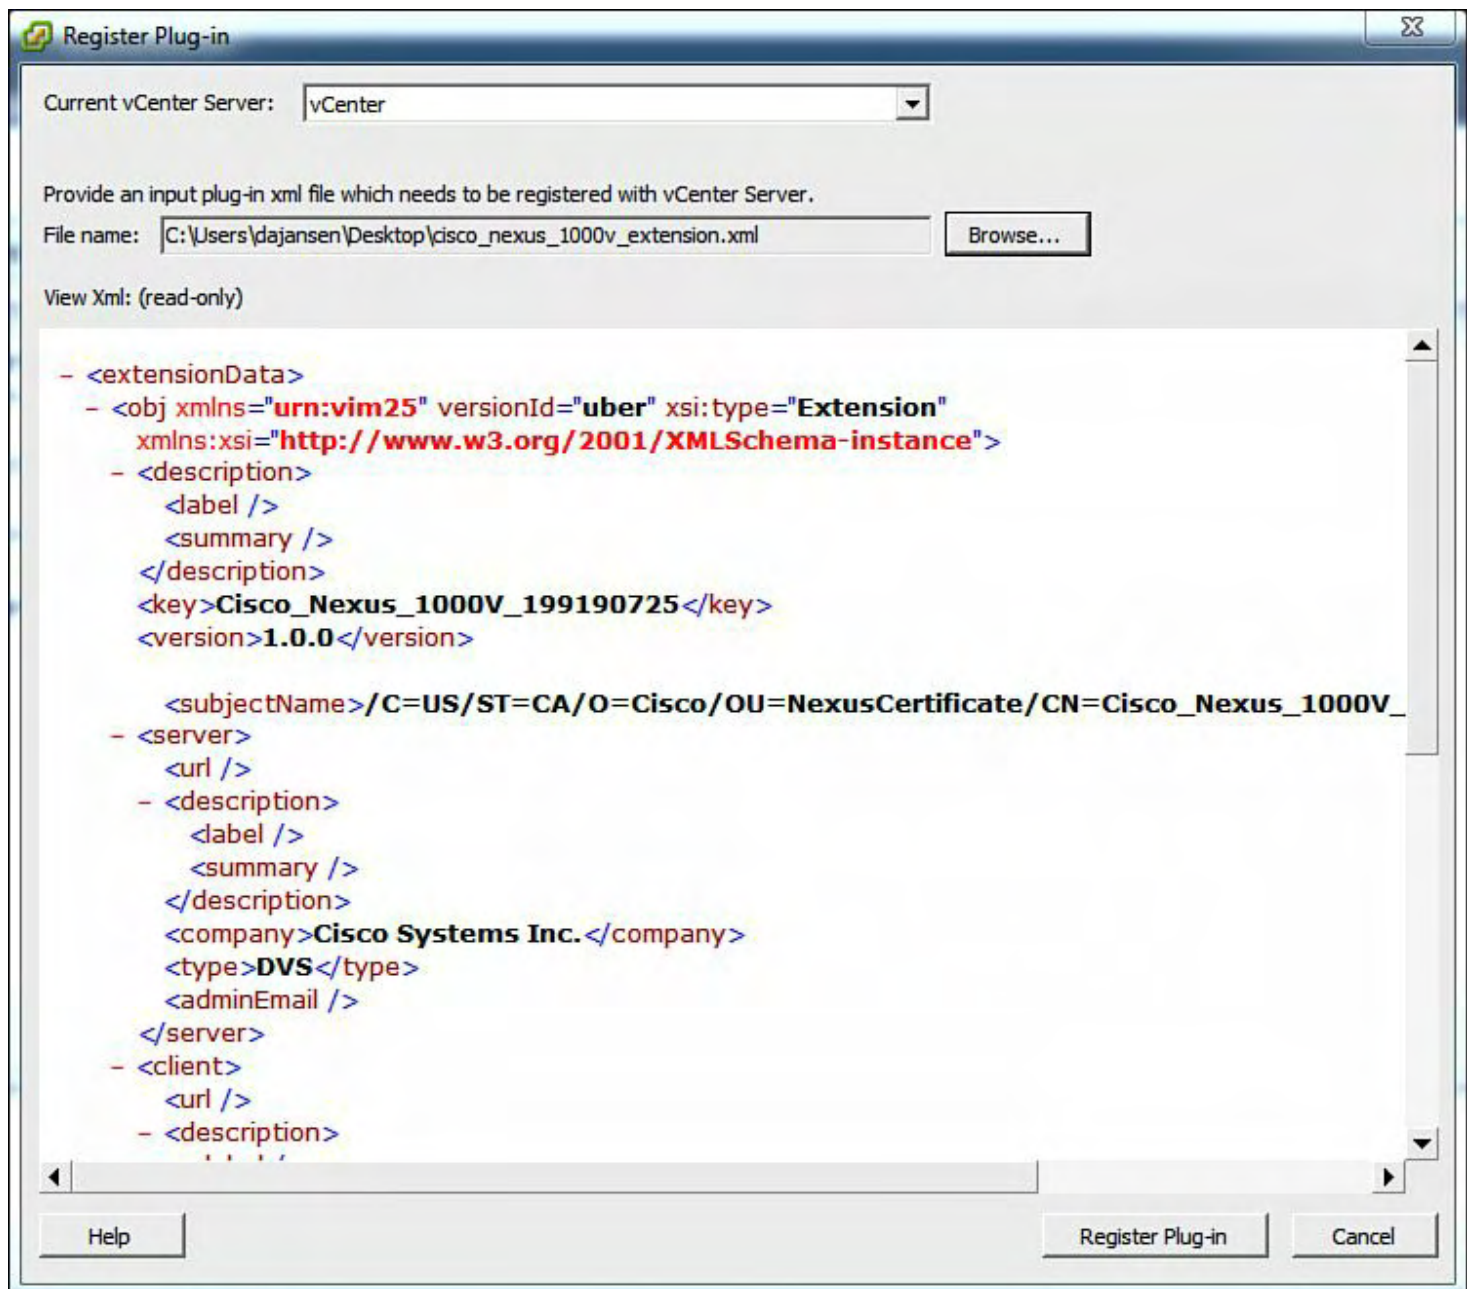 Register Plug-in
Current vCenter Server: vCenter
Provide an input plug-in xml file which needs to be registered with vCenter Server.
File name: C:\Users\dajansen\Desktop\cisco_nexus_1000v_extension.xml Browse...
View Xml: (read-only)
- <extensionData>
- <obj xmlns="urn:vim25" versionId="uber" xsi:type="Extension"
xmlns:xsi="http://www.w3.org/2001/XMLSchema-instance">
- <description>
<label />
<summary />
</description>
<key>Cisco_Nexus_1000V_199190725</key>
<version>1.0.0</version>
<subjectName>/C=US/ST=CA/O=Cisco/OU=NexusCertificate/CN=Cisco_Nexus_1000V_
- <server>
<url />
- <description>
<label />
<summary />
</description>
<company>Cisco Systems Inc.</company>
<type>DVS</type>
<adminEmail />
</server>
- <client>
<url />
- <description>
Help Register Plug-in Cancel